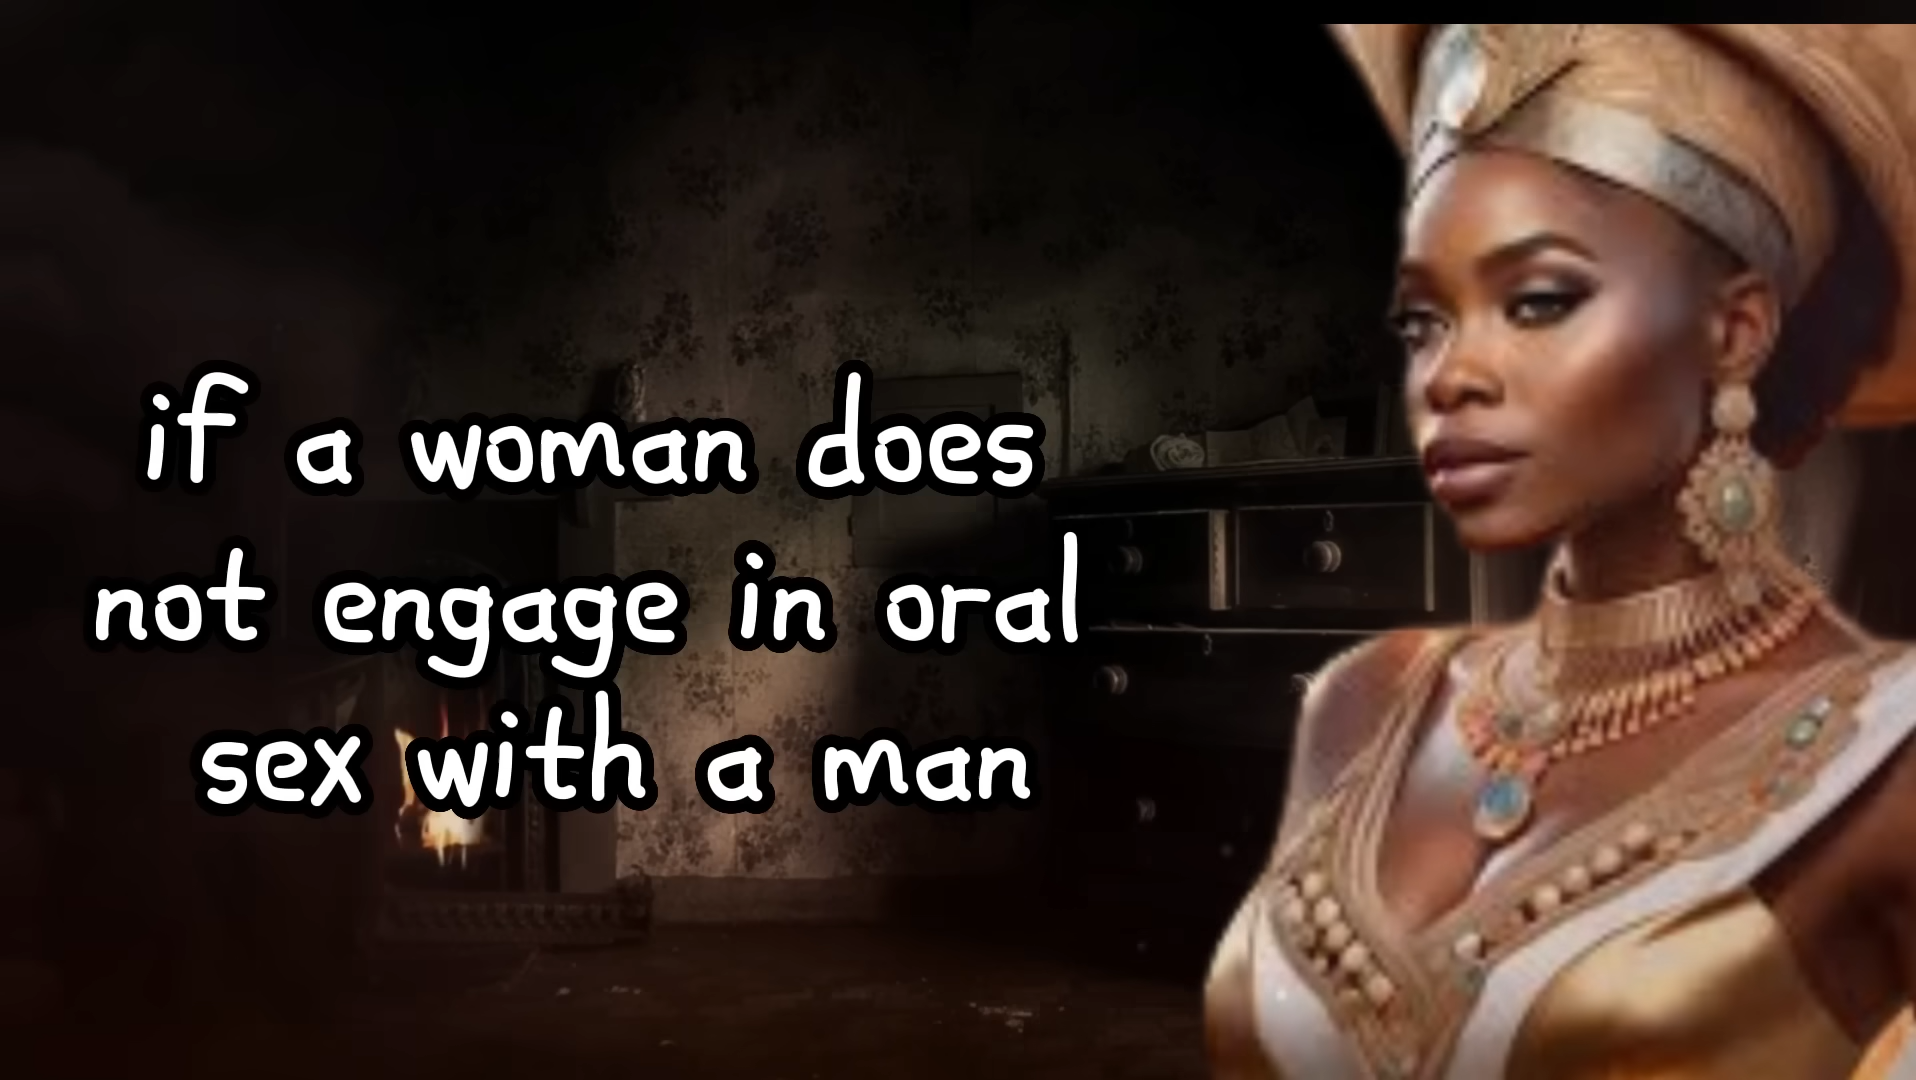 if a woman does
not engage in oral
sex with a man